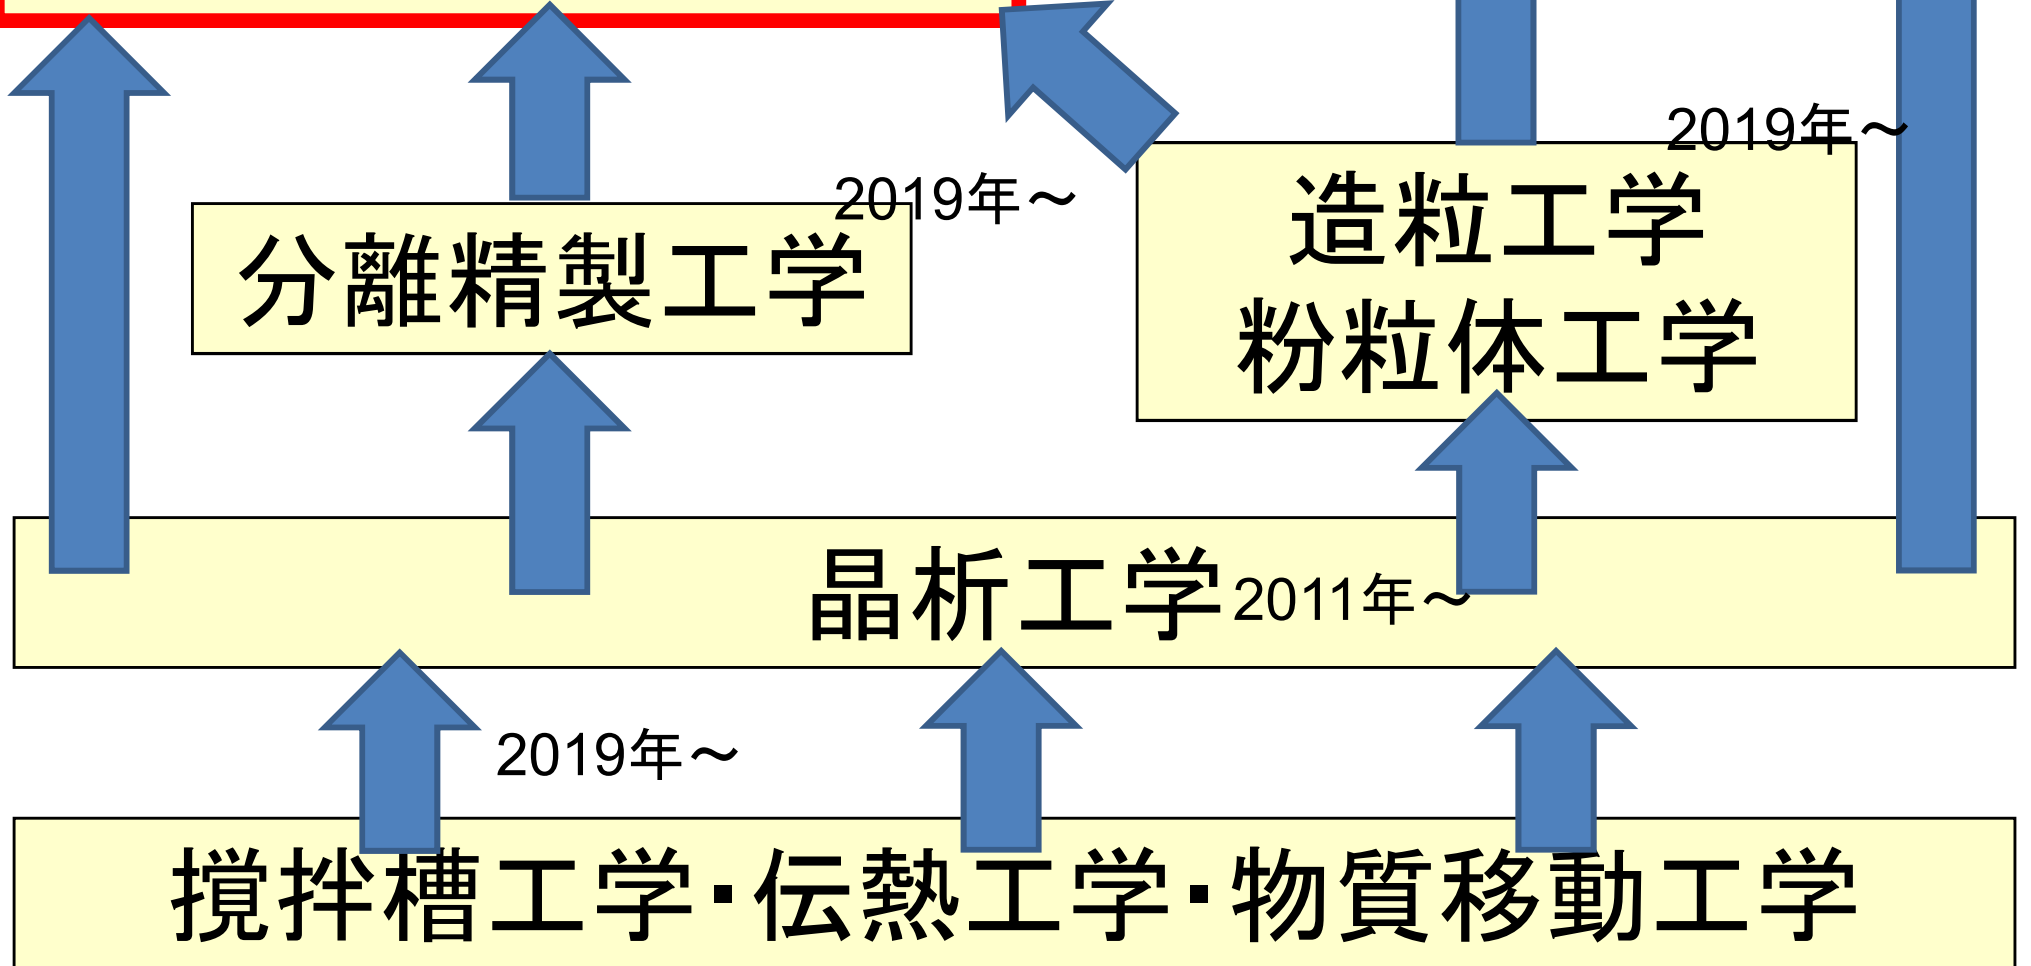 2019年～
2019年～
造粒工学
分離精製工学
粉粒体工学
晶析工学2011年～
2019年～
撹拌槽工学・伝熱工学・物質移動工学